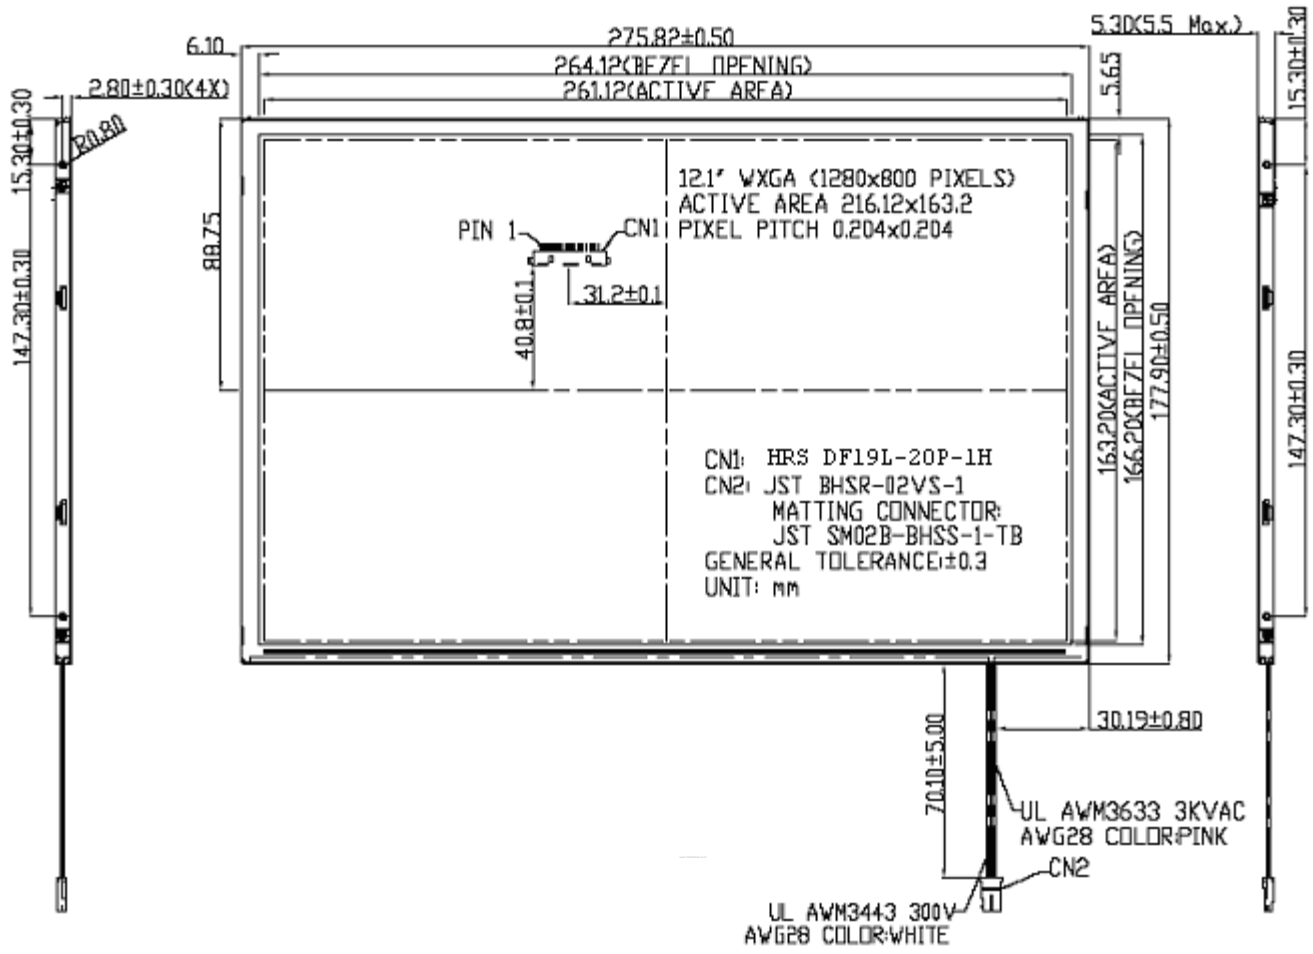 275.82±0.50
6.10
264.12(BEZEL OPENING)
261.12(ACTIVE AREA)
5.30(5.5 Max.)
15.30±0.30
5.65
2.80±0.30(4X)
R0.80
15.30±0.30
147.30±0.30
88.75
12.1" WXGA (1280x800 PIXELS)
ACTIVE AREA 216.12x163.2
PIXEL PITCH 0.204x0.204
PIN 1
CN1
31.2±0.1
40.8±0.1
163.20(ACTIVE AREA)
166.20(BEZEL OPENING)
177.90±0.50
147.30±0.30
CN1: HRS DF19L-20P-1H
CN2: JST BHSR-02VS-1
MATTING CONNECTOR:
JST SM02B-BHSS-1-TB
GENERAL TOLERANCE:±0.3
UNIT: mm
70.10±5.00
30.19±0.80
UL AWM3633 3KVAC
AWG28 COLOR:PINK
CN2
UL AWM3443 300V
AWG28 COLOR:WHITE